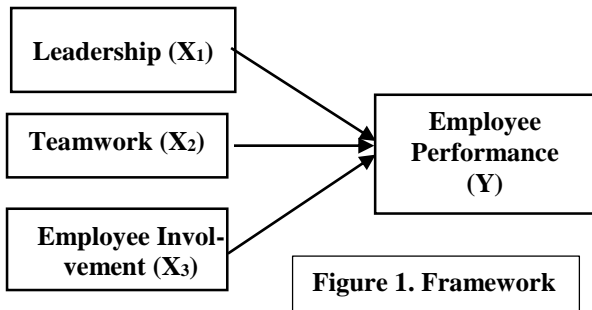 Leadership (X₁)
Teamwork (X₂)
Employee Invol-
vement (X₃)
Employee
Performance
(Y)
Figure 1. Framework